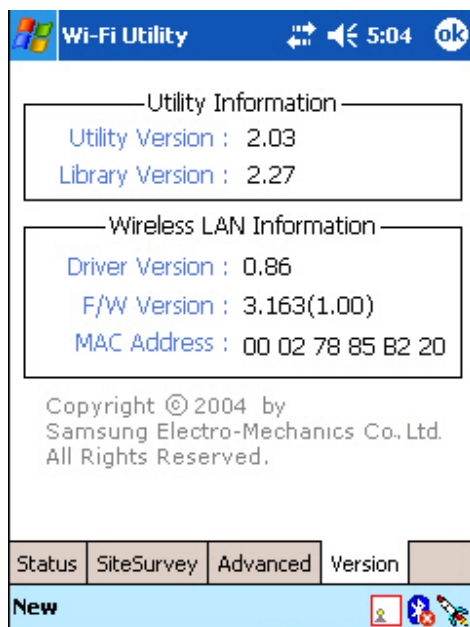 Wi-Fi Utility 5:04 ok
Utility Information
Utility Version : 2.03
Library Version : 2.27
Wireless LAN Information
Driver Version : 0.86
F/W Version : 3.163(1.00)
MAC Address : 00 02 78 85 B2 20
Copyright © 2004 by
Samsung Electro-Mechanics Co., Ltd.
All Rights Reserved.
Status SiteSurvey Advanced Version
New